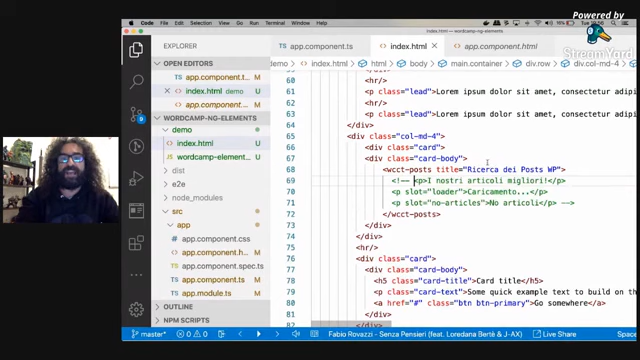 Powered by
StreamYard
Code File Edit Selection View Go Run Terminal Window Help
index.html — wordcamp-ng-elements
EXPLORER
app.component.ts
index.html
app.component.html
OPEN EDITORS
app.component.ts demo... U
index.html demo U
app.component....
WORDCAMP-NG-ELEMENTS
demo
index.html U
wordcamp-element... U
dist
e2e
node_modules
src
app
app.component.css
app.component.h... M
app.component.spec.ts
app.component.ts M
app.module.ts M
OUTLINE
NPM SCRIPTS
demo > index.html > html > body > main.container > div.row > div.col-md-4
60 <hr/>
61 <p class="lead">Lorem ipsum dolor sit amet, consectetur adipi
62 <hr/>
63 <p class="lead">Lorem ipsum dolor sit amet, consectetur adipi
64 </div>
65 <div class="col-md-4">
66 <div class="card">
67 <div class="card-body">
68 <wcct-posts title="Ricerca dei Posts WP">
69 <!-- <p>I nostri articoli migliori!</p>
70 <p slot="loader">Caricamento...</p>
71 <p slot="no-articles">No articoli</p> -->
72 </wcct-posts>
73 </div>
74 </div>
75 <hr/>
76 <div class="card">
77 <div class="card-body">
78 <h5 class="card-title">Card title</h5>
79 <p class="card-text">Some quick example text to build on th
80 <a href="#" class="btn btn-primary">Go somewhere</a>
81 </div>
82 </div>
master* 0 0 Fabio Rovazzi - Senza Pensieri (feat. Loredana Bertè & J-AX) Live Share